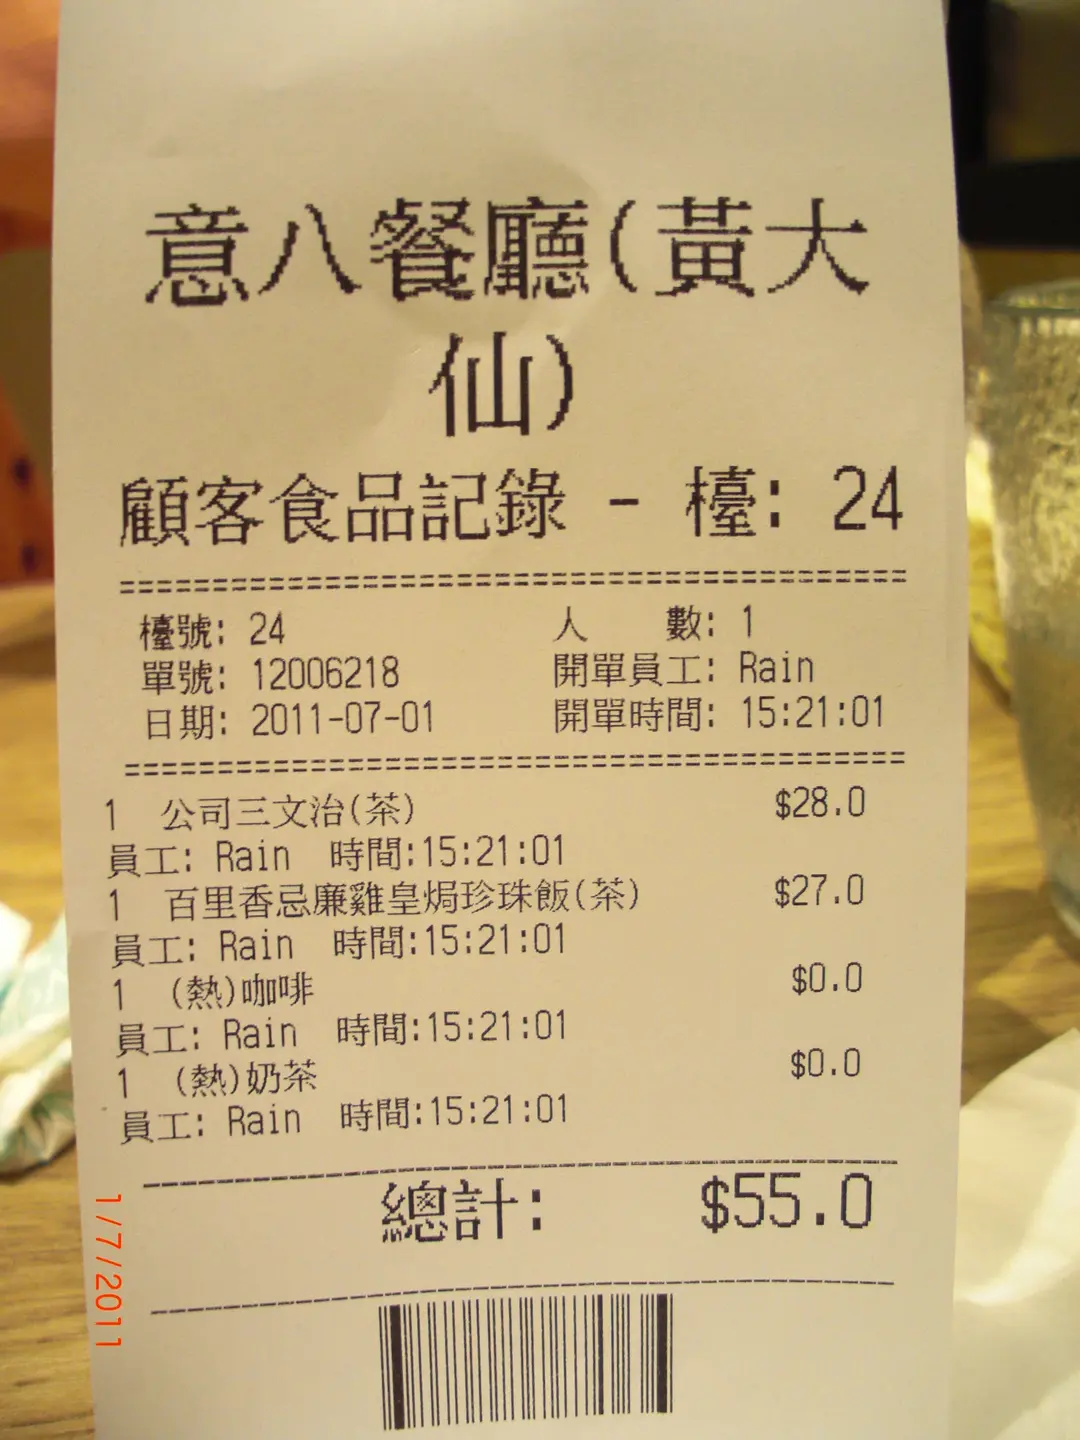 意八餐廳(黃大
仙)
顧客食品記錄 - 檯: 24
檯號: 24 人 數: 1
單號: 12006218 開單員工: Rain
日期: 2011-07-01 開單時間: 15:21:01
1 公司三文治(茶) $28.0
員工: Rain 時間:15:21:01
1 百里香忌廉雞皇焗珍珠飯(茶) $27.0
員工: Rain 時間:15:21:01
1 (熱)咖啡 $0.0
員工: Rain 時間:15:21:01
1 (熱)奶茶 $0.0
員工: Rain 時間:15:21:01
總計: $55.0
1/7/2011